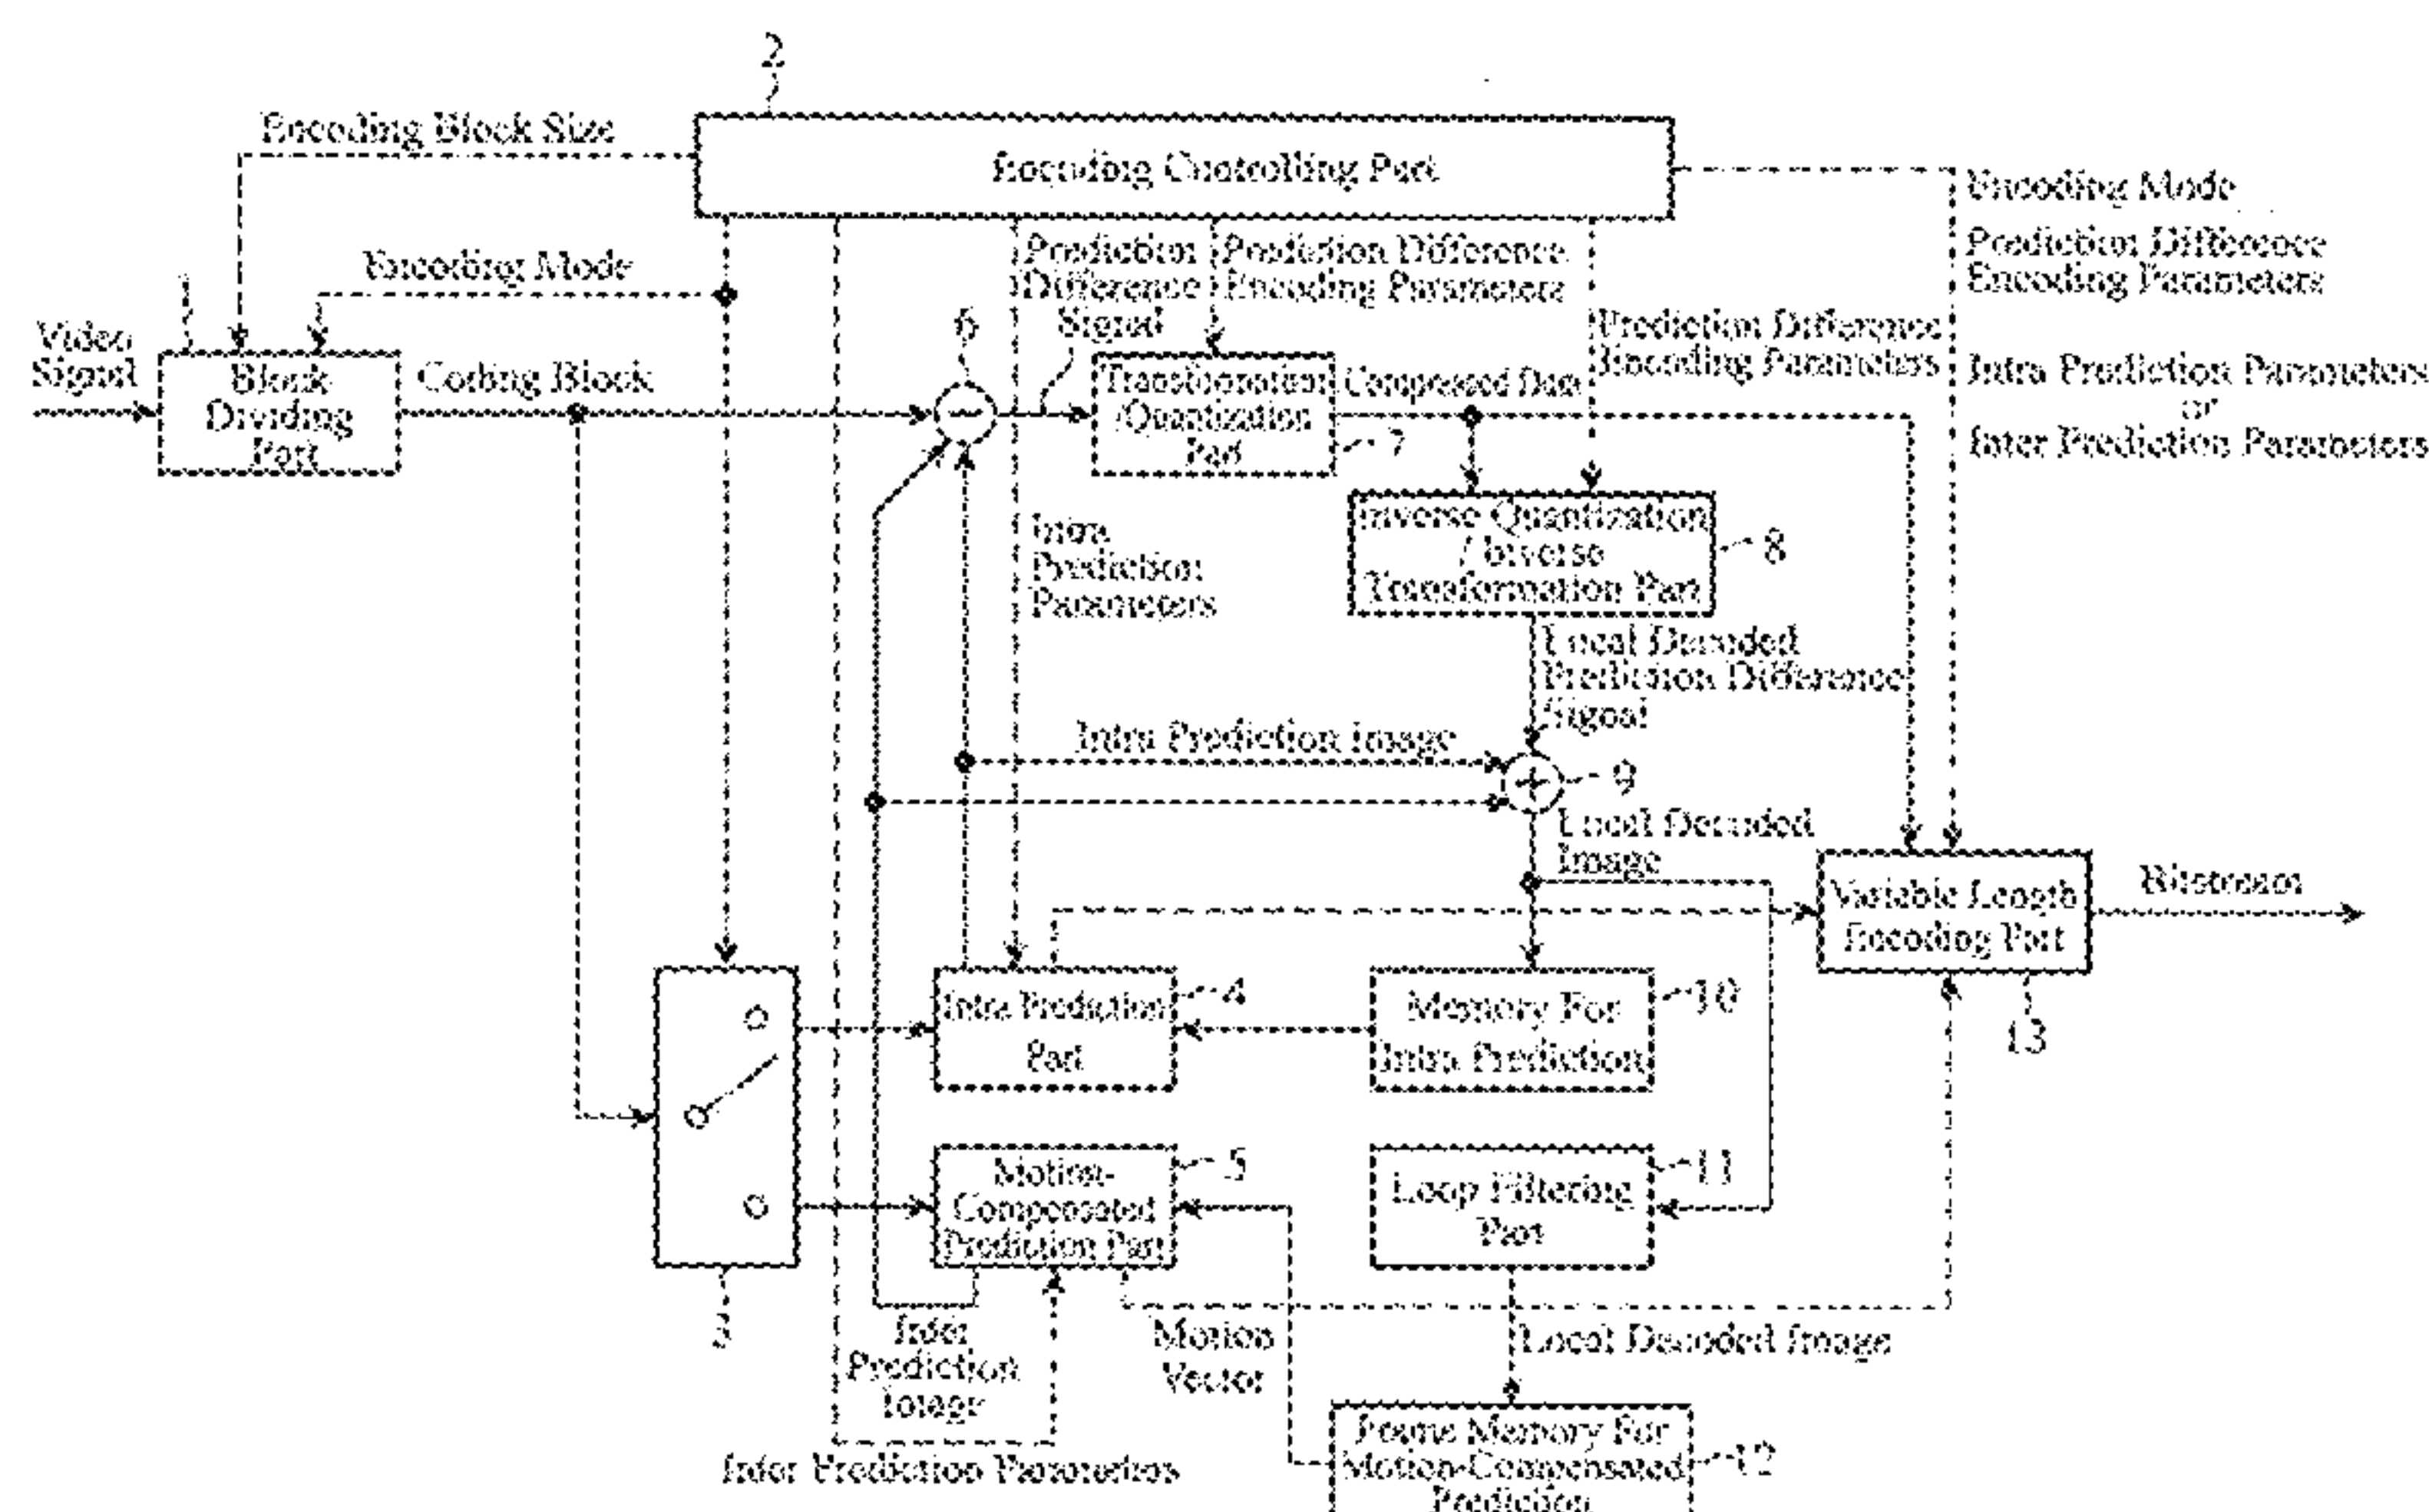 2
Encoding Block Size
Encoding Controlling Part
Encoding Mode
Prediction Difference
Encoding Parameters
Intra Prediction Parameters
or
Inter Prediction Parameters
Encoding Mode
Prediction
Difference
Signal
Prediction Difference
Encoding Parameters
Prediction Difference
Encoding Parameters
1
6
Video
Signal
Block
Dividing
Part
Coding Block
Transformation
/Quantization
Part
7
Compressed Data
Inverse Quantization
/ Inverse
Transformation Part
8
Intra
Prediction
Parameters
Local Decoded
Prediction Difference
Signal
Intra Prediction Image
9
Local Decoded
Image
Variable Length
Encoding Part
13
Bitstream
Intra Prediction
Part
4
Memory For
Intra Prediction
10
Motion-
Compensated
Prediction Part
5
Loop Filtering
Part
11
3
Inter
Prediction
Image
Motion
Vector
Local Decoded Image
Inter Prediction Parameters
Frame Memory For
Motion-Compensated
Prediction
12